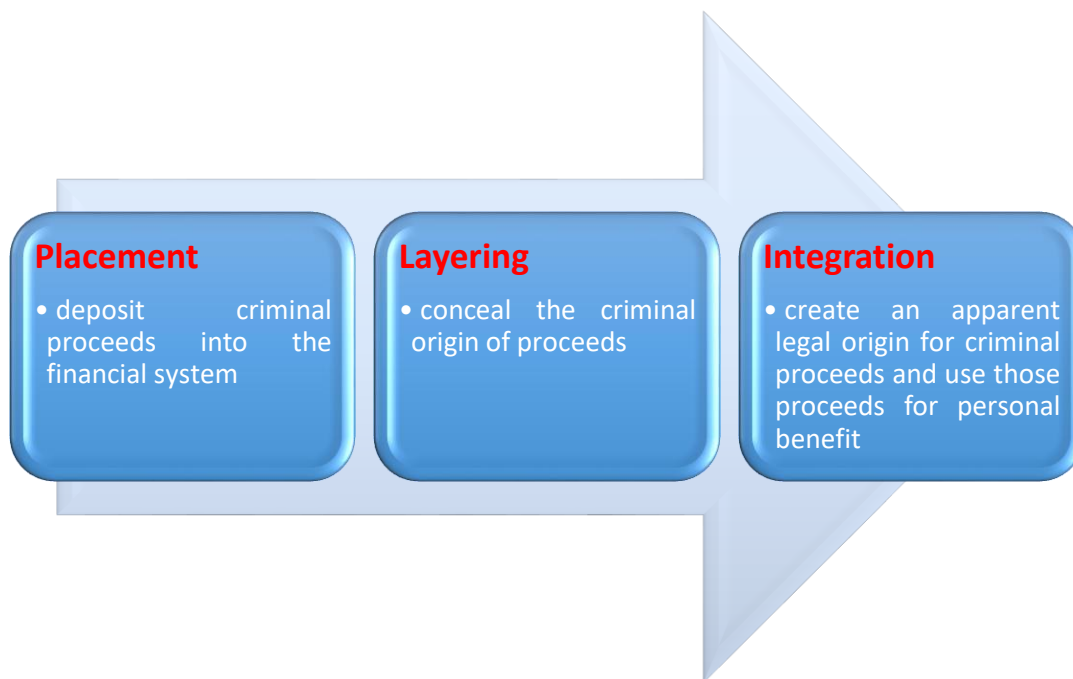 Placement
• deposit criminal
proceeds into the
financial system
Layering
• conceal the criminal
origin of proceeds
Integration
• create an apparent
legal origin for criminal
proceeds and use those
proceeds for personal
benefit